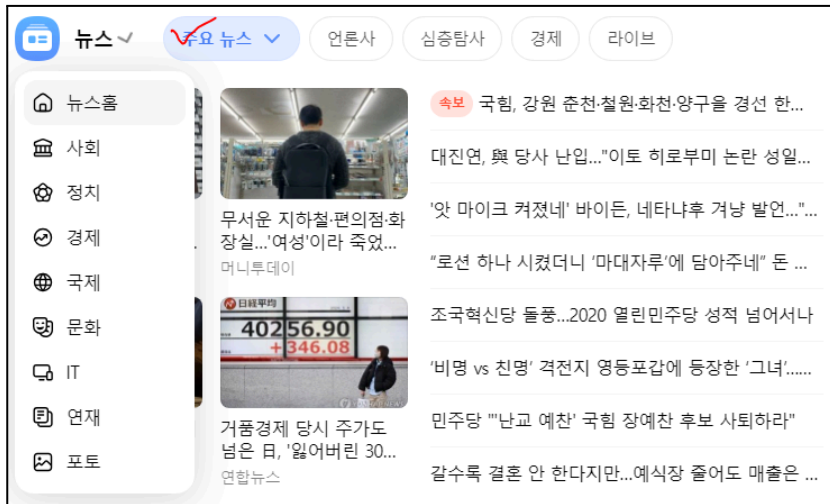 뉴스
주요 뉴스
언론사
심층탐사
경제
라이브
뉴스홈
사회
정치
경제
국제
문화
IT
연재
포토
무서운 지하철·편의점·화
장실...'여성'이라 죽었...
머니투데이
日経平均
40256.90
+346.08
거품경제 당시 주가도
넘은 日, '잃어버린 30...
연합뉴스
속보 국힘, 강원 춘천·철원·화천·양구을 경선 한...
대진연, 與 당사 난입..."이토 히로부미 논란 성일...
'앗 마이크 켜졌네' 바이든, 네타냐후 겨냥 발언..."...
“로션 하나 시켰더니 ‘마대자루’에 담아주네” 돈 ...
조국혁신당 돌풍...2020 열린민주당 성적 넘어서나
‘비명 vs 친명’ 격전지 영등포갑에 등장한 ‘그녀’......
민주당 "'난교 예찬' 국힘 장예찬 후보 사퇴하라"
갈수록 결혼 안 한다지만...예식장 줄어도 매출은 ...